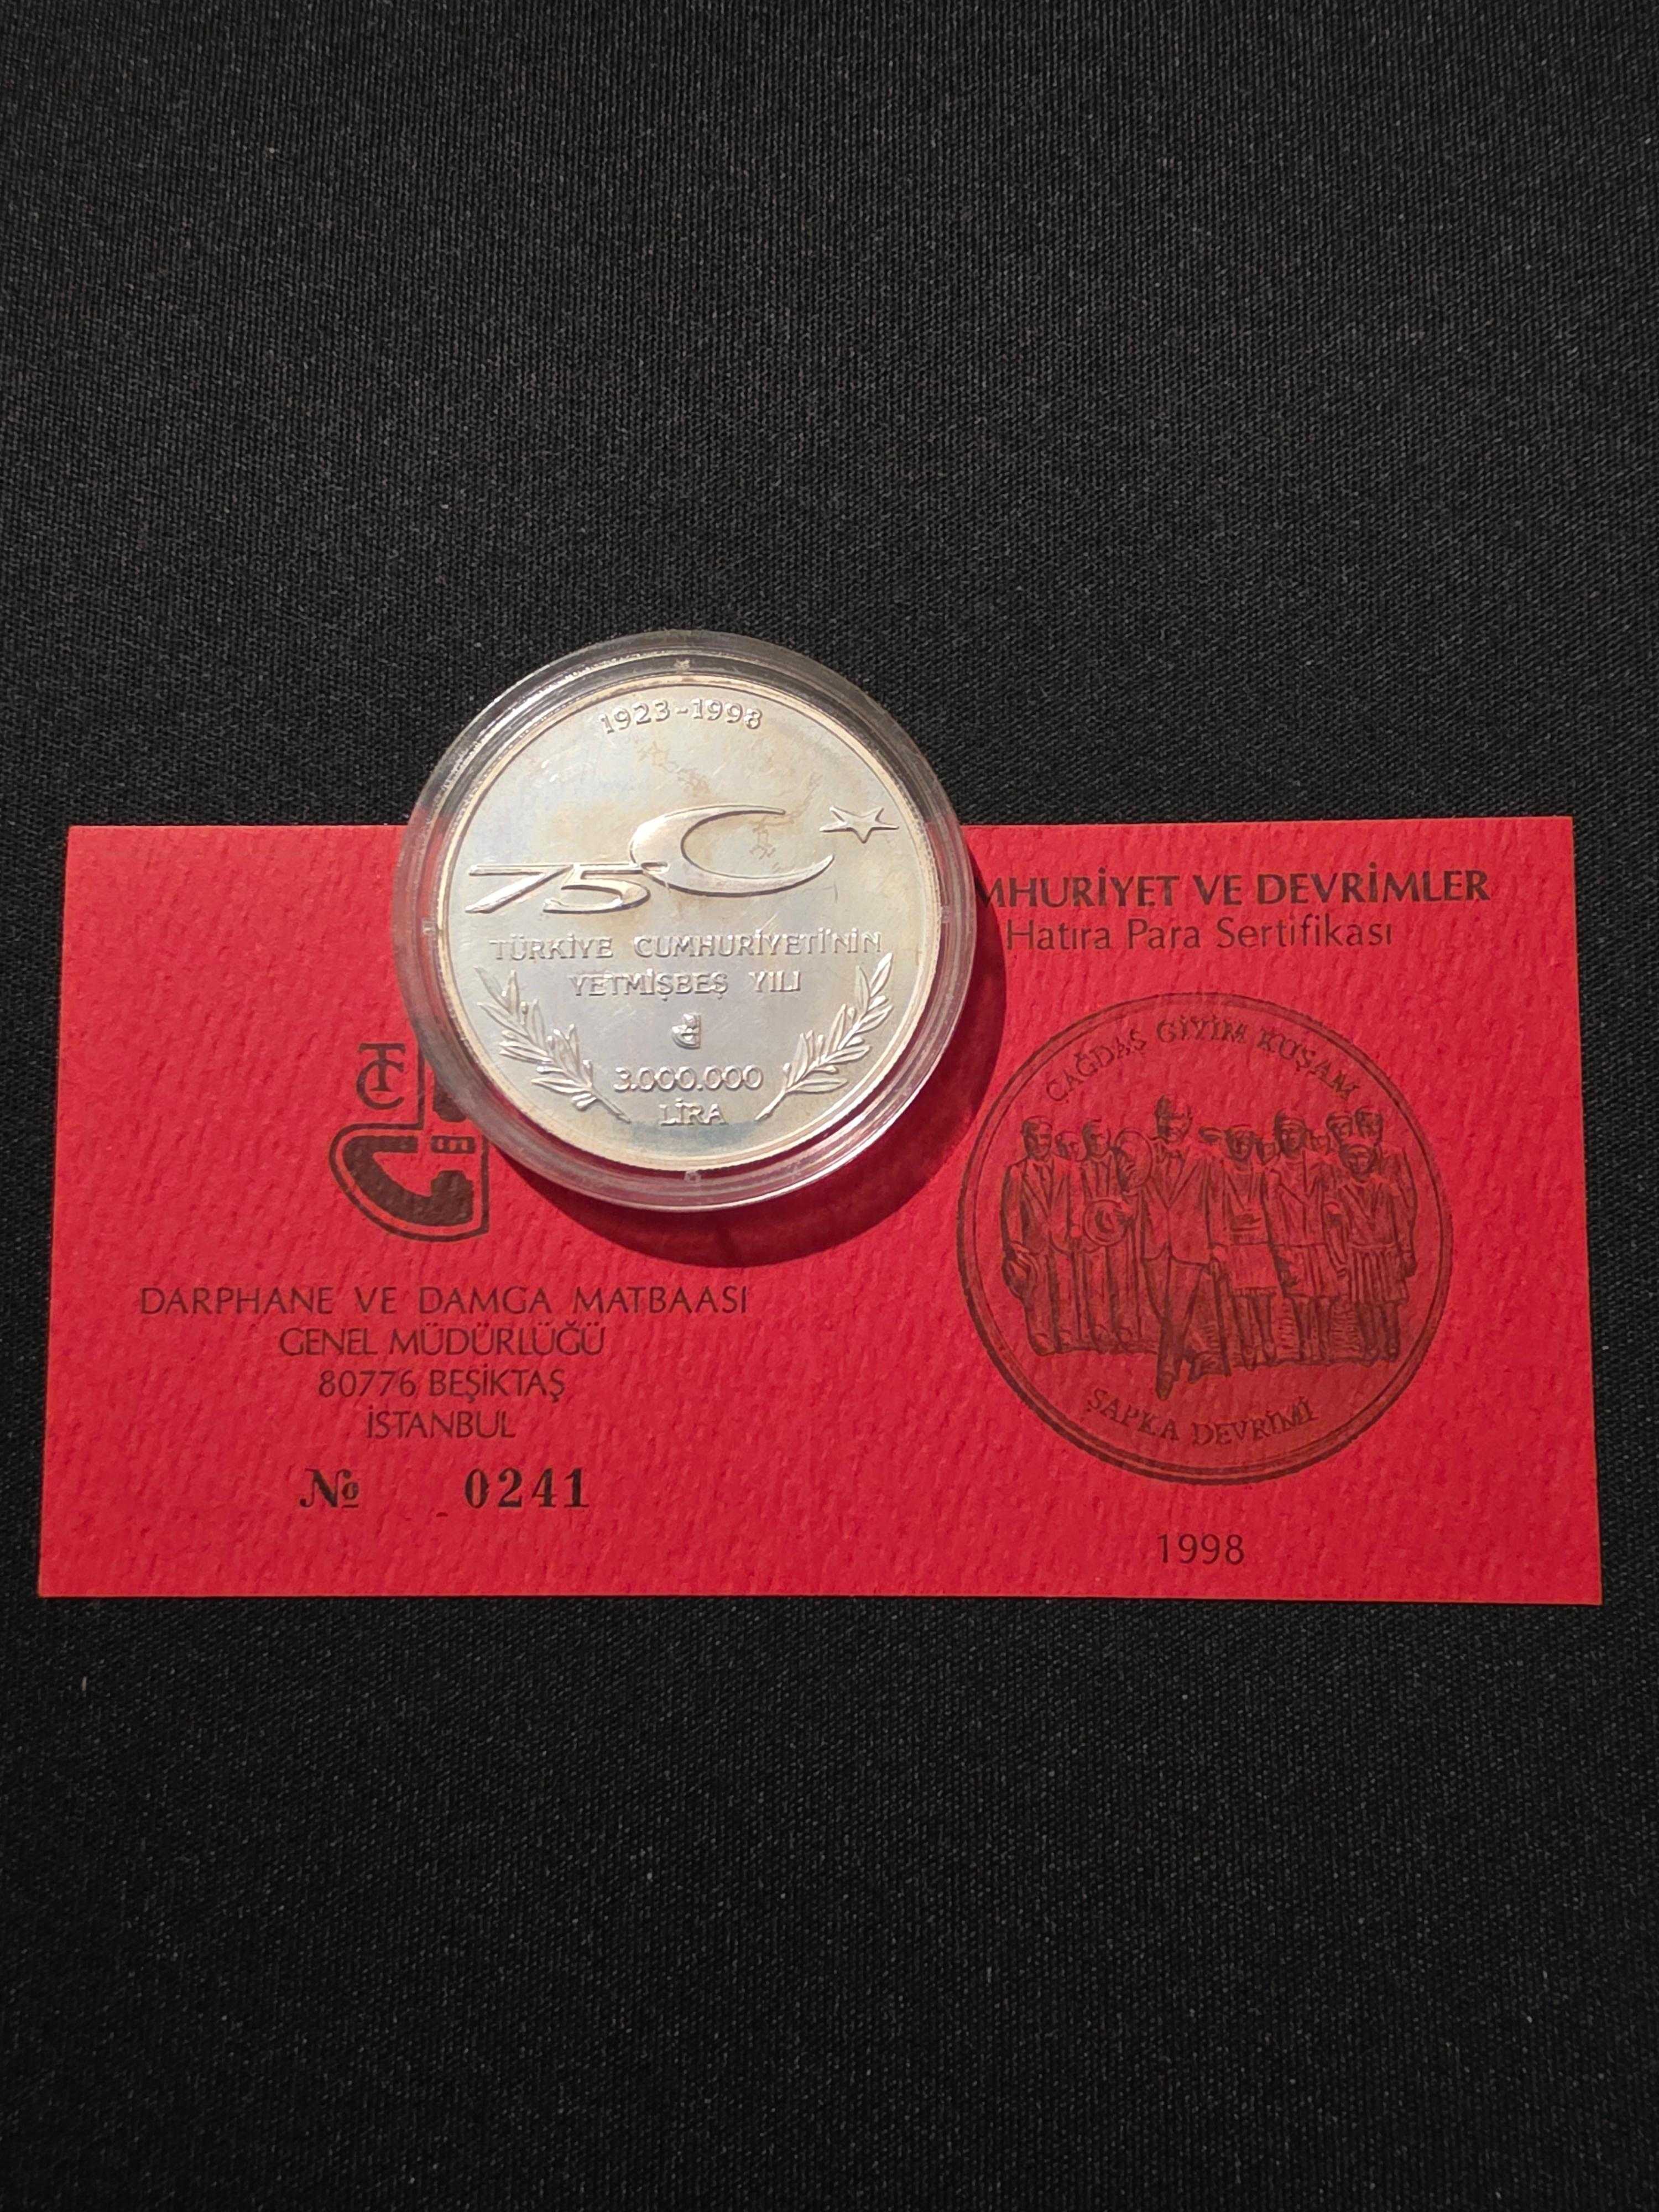 1923-1998
75
TÜRKİYE CUMHURİYETİ'NİN
YETMİŞBEŞ YILI
3.000.000
LİRA
MHURİYET VE DEVRİMLER
Hatıra Para Sertifikası
ÇAĞDAŞ GİYİM KUŞAM
ŞAPKA DEVRİMİ
1998
TC
DARPHANE VE DAMGA MATBAASI
GENEL MÜDÜRLÜĞÜ
80776 BEŞİKTAŞ
İSTANBUL
№ 0241